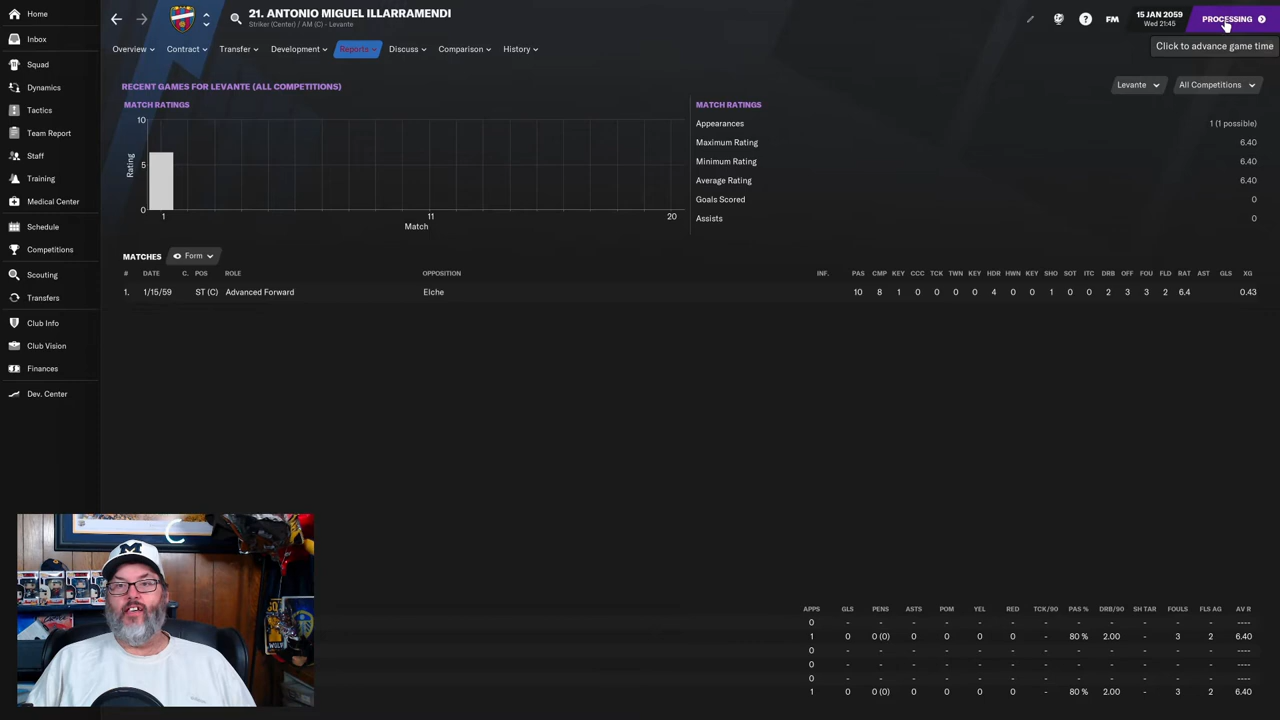 Home
Inbox
Squad
Dynamics
Tactics
Team Report
Staff
Training
Medical Center
Schedule
Competitions
Scouting
Transfers
Club Info
Club Vision
Finances
Dev. Center
21. ANTONIO MIGUEL ILLARRAMENDI
Striker (Center) / AM (C) - Levante
FM
15 JAN 2059
Wed 21:45
PROCESSING
Click to advance game time
Overview Contract Transfer Development Reports Discuss Comparison History
RECENT GAMES FOR LEVANTE (ALL COMPETITIONS)
Levante All Competitions
MATCH RATINGS
10
5
0
Rating
1 11 20
Match
MATCH RATINGS
Appearances 1 (1 possible)
Maximum Rating 6.40
Minimum Rating 6.40
Average Rating 6.40
Goals Scored 0
Assists 0
MATCHES Form
# DATE C. POS ROLE OPPOSITION INF. PAS CMP KEY CCC TCK TWN KEY HDR HWN KEY SHO SOT ITC DRB OFF FOU FLD RAT AST GLS XG
1. 1/15/59 ST (C) Advanced Forward Elche 10 8 1 0 0 0 0 4 0 0 1 0 0 2 3 3 2 6.4 0.43
APPS GLS PENS ASTS POM YEL RED TCK/90 PAS % DRB/90 SH TAR FOULS FLS AG AV R
0 - - - - - - - - - - - - ----
1 0 0 (0) 0 0 0 0 - 80 % 2.00 - 3 2 6.40
0 - - - - - - - - - - - -
0 - - - - - - - - - - - -
0 - - - - - - - - - - - - ----
1 0 0 (0) 0 0 0 0 - 80 % 2.00 - 3 2 6.40
M